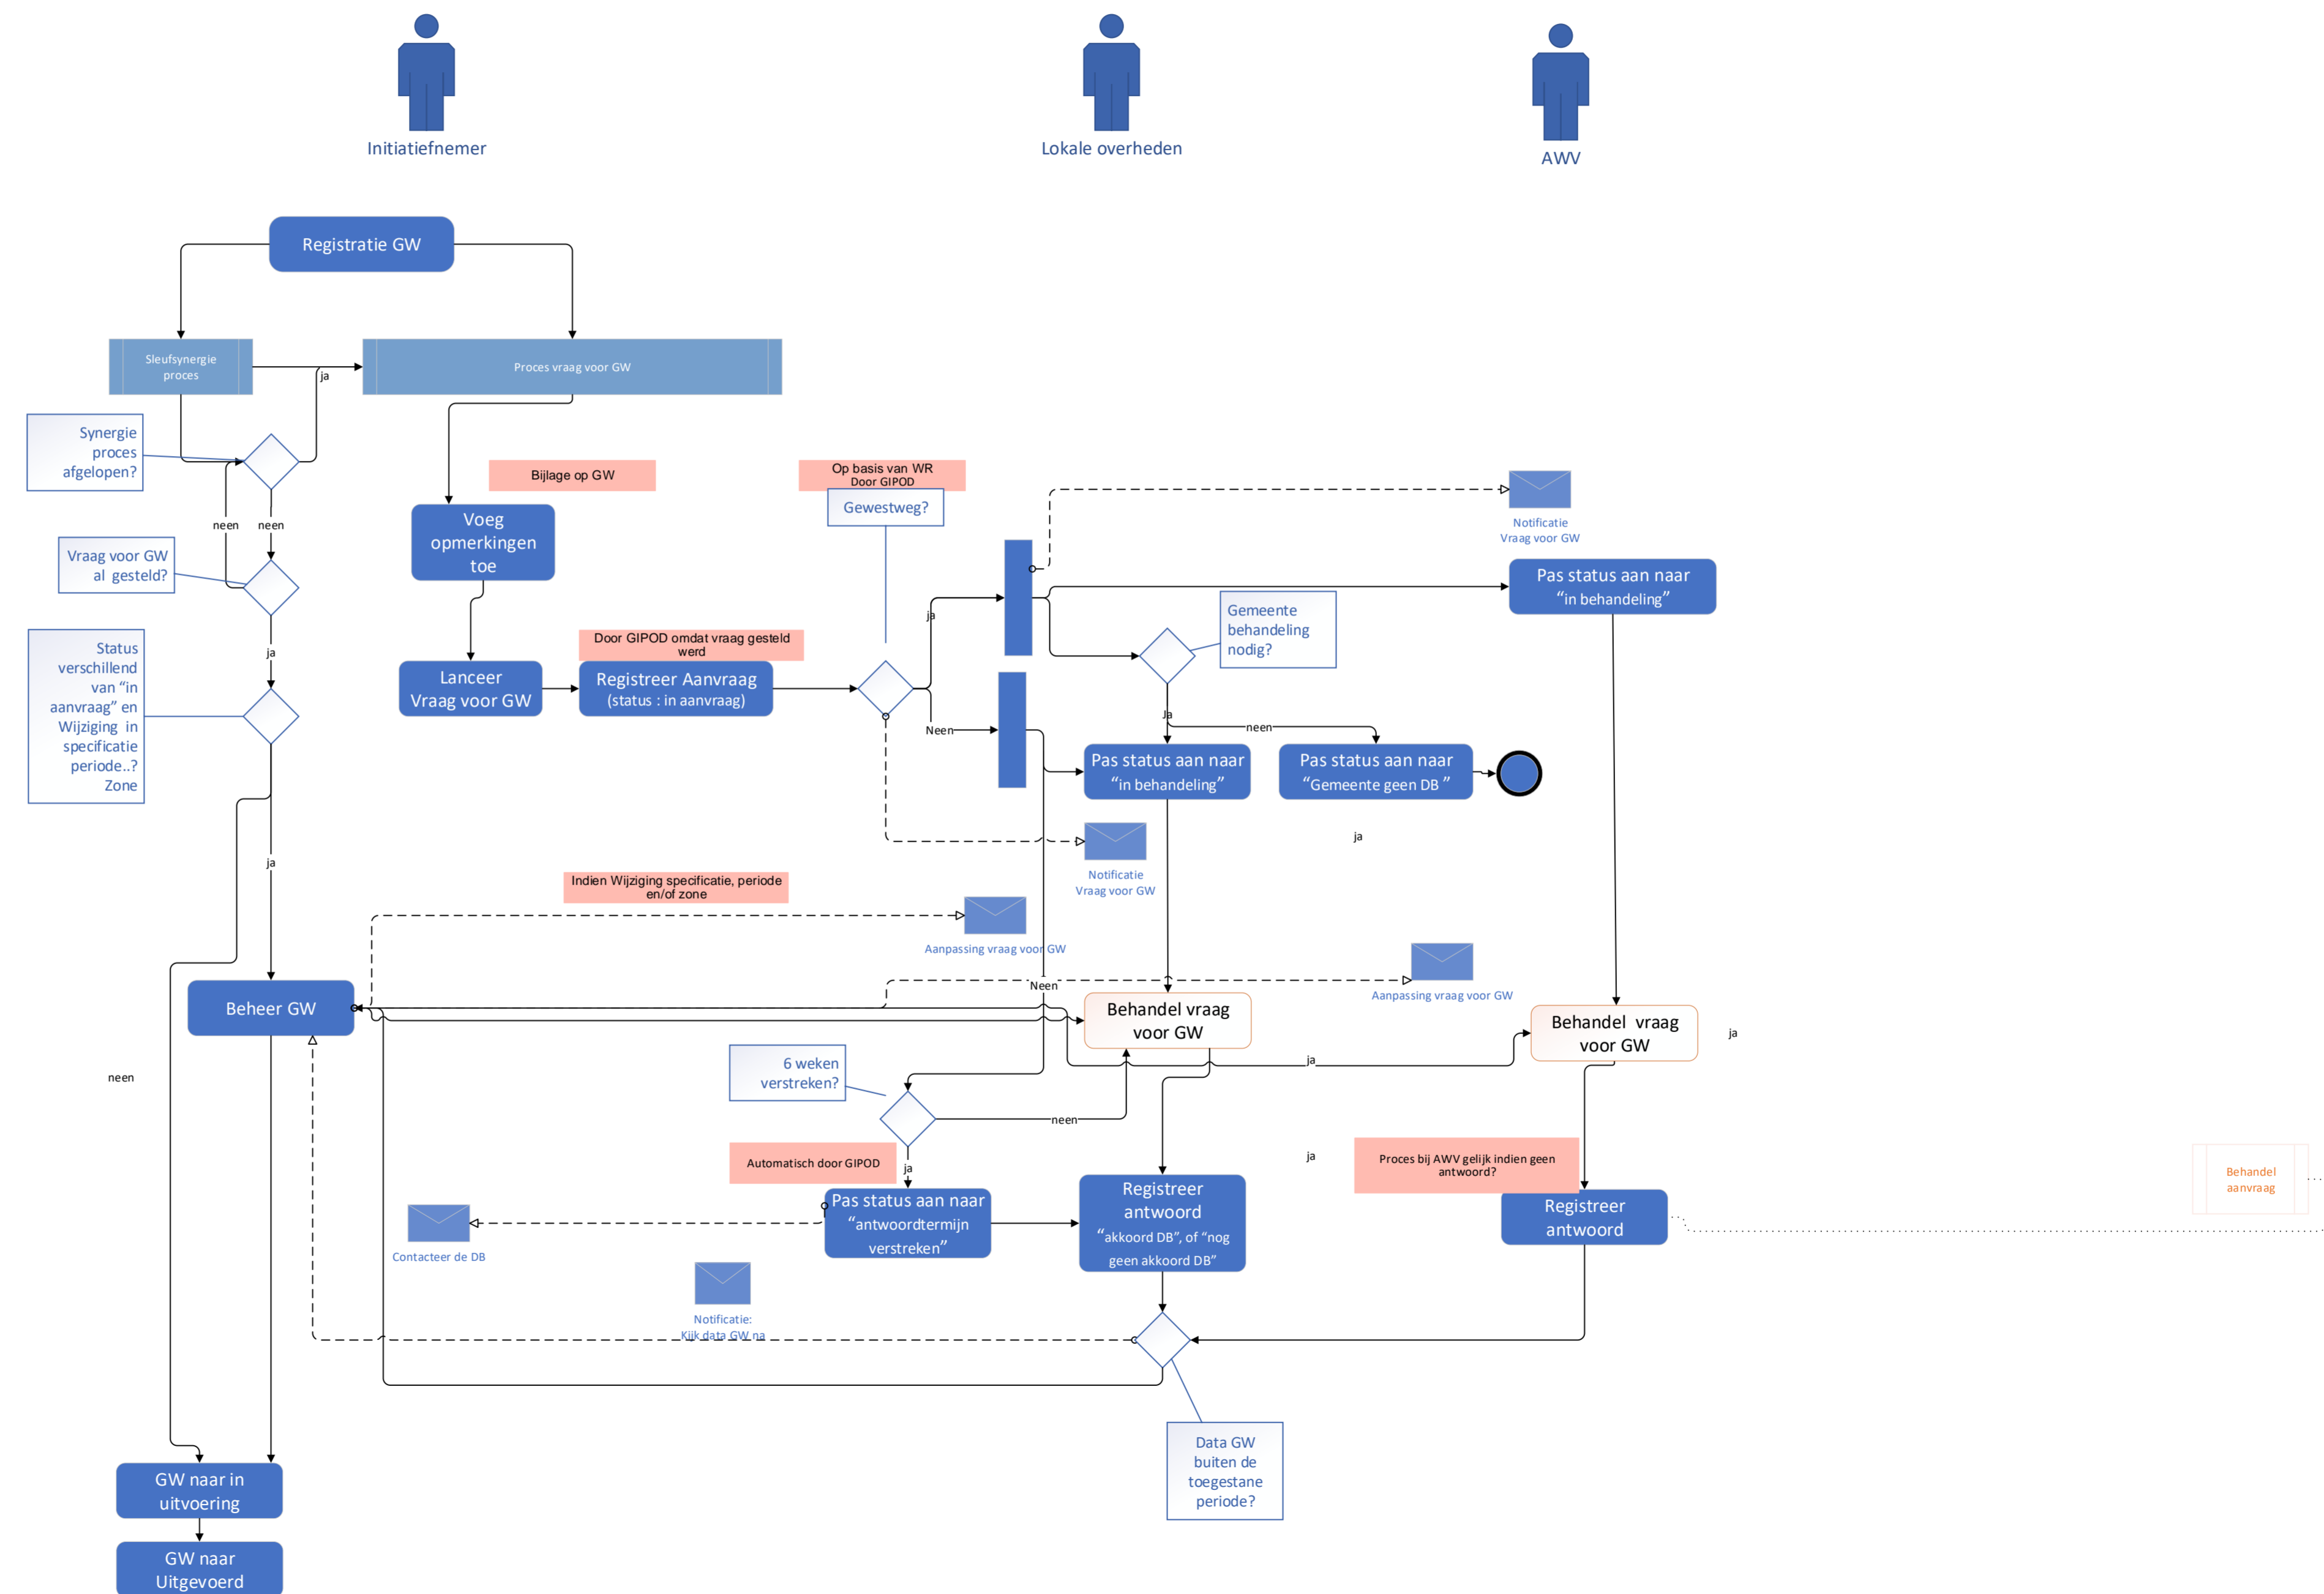 Initiatiefnemer
Lokale overheden
AWV
Registratie GW
Sleufsynergie
proces
Proces vraag voor GW
ja
Synergie
proces
afgelopen?
neen
neen
Vraag voor GW
al gesteld?
ja
Status
verschillend
van “in
aanvraag” en
Wijziging in
specificatie
periode..?
Zone
ja
neen
Bijlage op GW
Voeg
opmerkingen
toe
Lanceer
Vraag voor GW
Door GIPOD omdat vraag gesteld
werd
Registreer Aanvraag
(status : in aanvraag)
Op basis van WR
Door GIPOD
Gewestweg?
ja
Neen
Notificatie
Vraag voor GW
Pas status aan naar
“in behandeling”
Gemeente
behandeling
nodig?
Ja
neen
Pas status aan naar
“in behandeling”
Pas status aan naar
“Gemeente geen DB ”
ja
Notificatie
Vraag voor GW
Indien Wijziging specificatie, periode
en/of zone
Aanpassing vraag voor GW
Aanpassing vraag voor GW
Neen
Beheer GW
Behandel vraag
voor GW
Behandel vraag
voor GW
ja
ja
6 weken
verstreken?
neen
ja
Automatisch door GIPOD
ja
Proces bij AWV gelijk indien geen
antwoord?
Behandel
aanvraag
Pas status aan naar
“antwoordtermijn
verstreken”
Registreer
antwoord
“akkoord DB”, of “nog
geen akkoord DB”
Registreer
antwoord
Contacteer de DB
Notificatie:
Kijk data GW na
Data GW
buiten de
toegestane
periode?
GW naar in
uitvoering
GW naar
Uitgevoerd